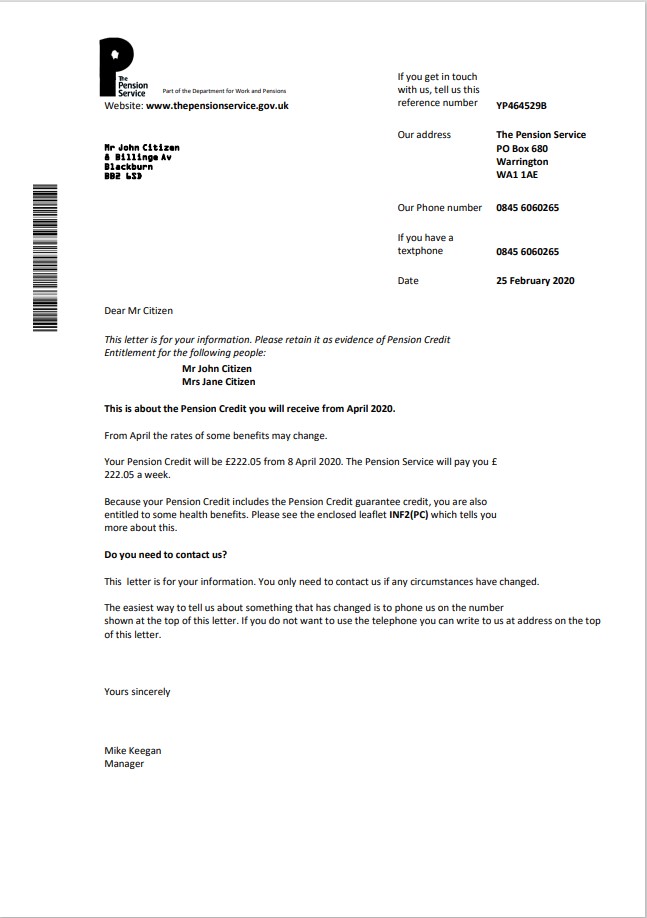 The
Pension
Service
Part of the Department for Work and Pensions
Website: www.thepensionservice.gov.uk
If you get in touch
with us, tell us this
reference number YP464529B
Our address The Pension Service
PO Box 680
Warrington
WA1 1AE
Mr John Citizen
8 Billinge Av
Blackburn
BB2 6SD
Our Phone number 0845 6060265
If you have a
textphone 0845 6060265
Date 25 February 2020
Dear Mr Citizen
This letter is for your information. Please retain it as evidence of Pension Credit
Entitlement for the following people:
Mr John Citizen
Mrs Jane Citizen
This is about the Pension Credit you will receive from April 2020.
From April the rates of some benefits may change.
Your Pension Credit will be £222.05 from 8 April 2020. The Pension Service will pay you £
222.05 a week.
Because your Pension Credit includes the Pension Credit guarantee credit, you are also
entitled to some health benefits. Please see the enclosed leaflet INF2(PC) which tells you
more about this.
Do you need to contact us?
This letter is for your information. You only need to contact us if any circumstances have changed.
The easiest way to tell us about something that has changed is to phone us on the number
shown at the top of this letter. If you do not want to use the telephone you can write to us at address on the top
of this letter.
Yours sincerely
Mike Keegan
Manager